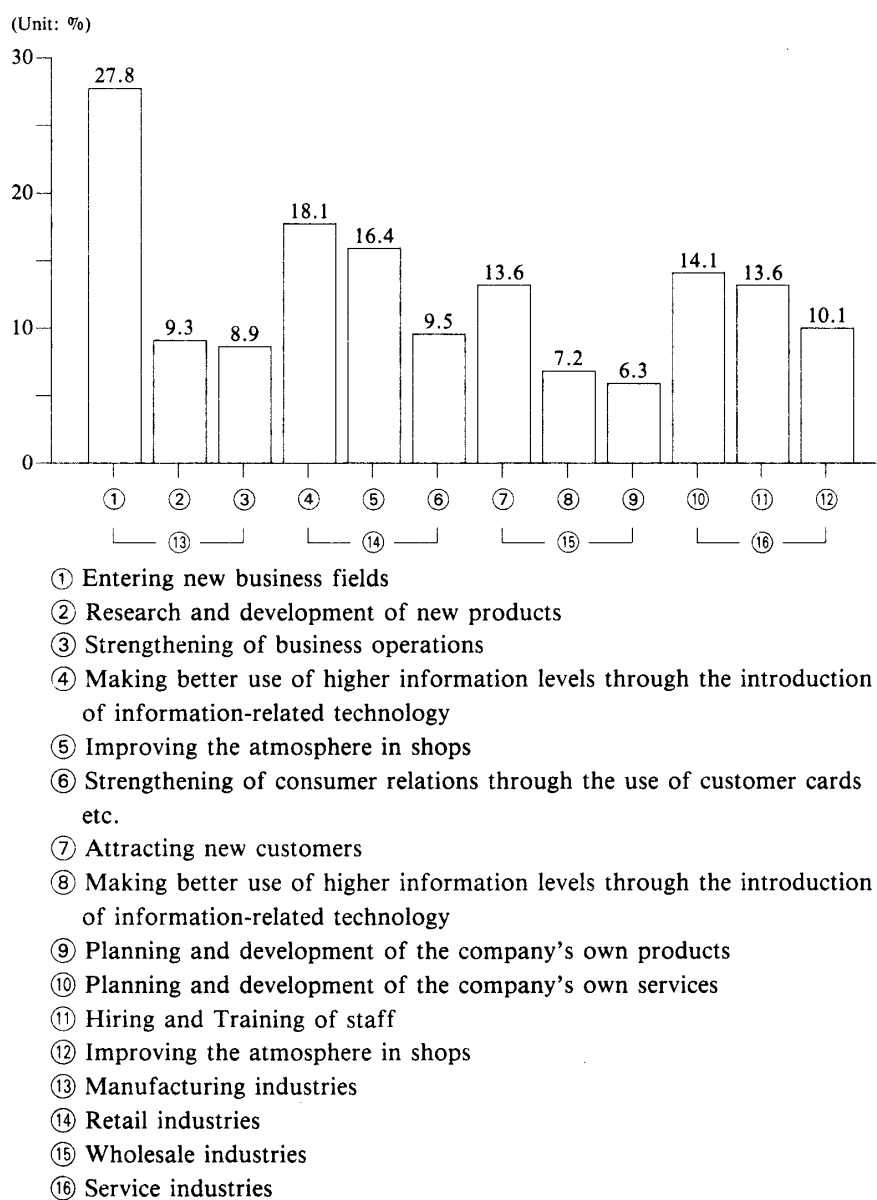 (Unit: %)
30
27.8
20
18.1
16.4
14.1
13.6
13.6
10
9.3
8.9
9.5
10.1
7.2
6.3
0
① ② ③ ④ ⑤ ⑥ ⑦ ⑧ ⑨ ⑩ ⑪ ⑫
⑬ ⑭ ⑮ ⑯
① Entering new business fields
② Research and development of new products
③ Strengthening of business operations
④ Making better use of higher information levels through the introduction
of information-related technology
⑤ Improving the atmosphere in shops
⑥ Strengthening of consumer relations through the use of customer cards
etc.
⑦ Attracting new customers
⑧ Making better use of higher information levels through the introduction
of information-related technology
⑨ Planning and development of the company's own products
⑩ Planning and development of the company's own services
⑪ Hiring and Training of staff
⑫ Improving the atmosphere in shops
⑬ Manufacturing industries
⑭ Retail industries
⑮ Wholesale industries
⑯ Service industries